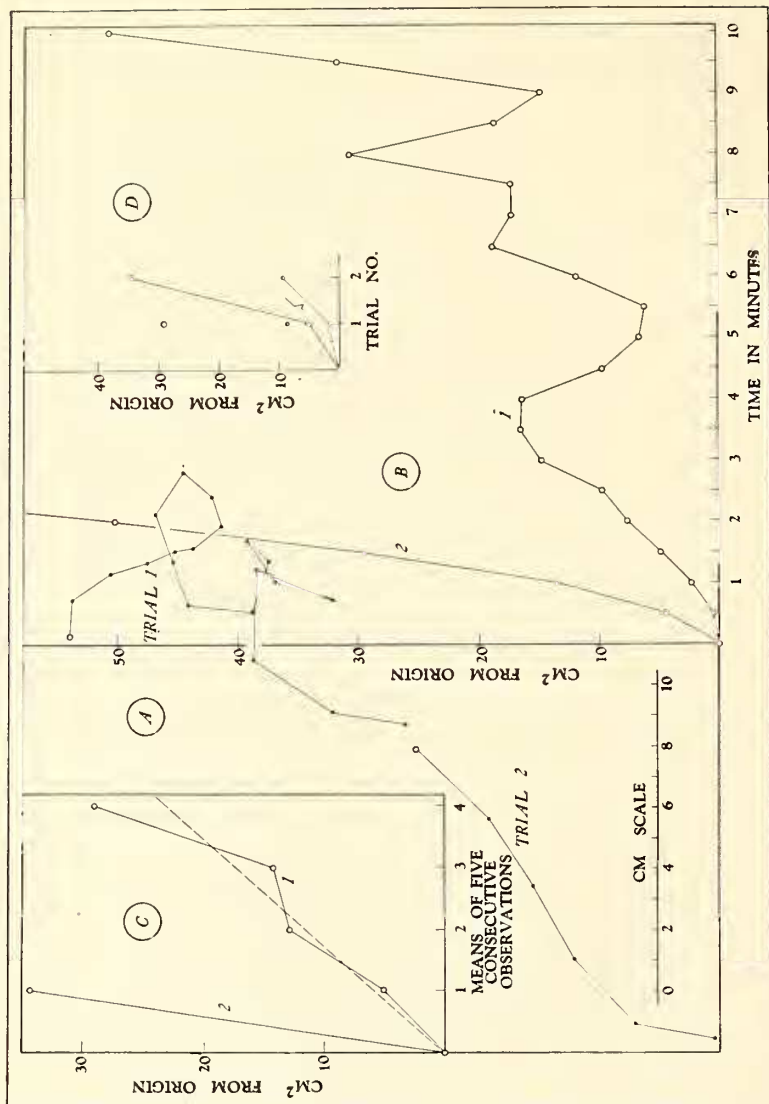 D
40
30
20
10
CM² FROM ORIGIN
1 2
TRIAL NO.
B
1
2
50
40
30
20
10
CM² FROM ORIGIN
1 2 3 4 5 6 7 8 9 10
TIME IN MINUTES
A
TRIAL 1
TRIAL 2
0 2 4 6 8 10
CM SCALE
C
1
2
30
20
10
CM² FROM ORIGIN
1 2 3 4
MEANS OF FIVE
CONSECUTIVE
OBSERVATIONS